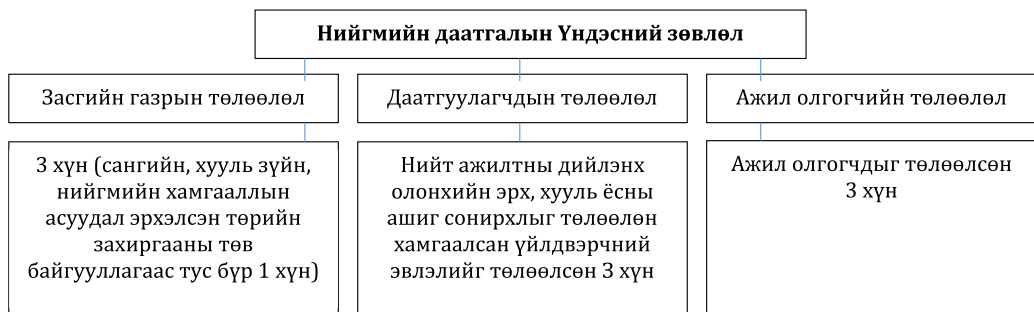 Нийгмийн даатгалын Үндэсний зөвлөл
Засгийн газрын төлөөлөл
Даатгуулагчдын төлөөлөл
Ажил олгогчийн төлөөлөл
3 хүн (сангийн, хууль зүйн,
нийгмийн хамгааллын
асуудал эрхэлсэн төрийн
захиргааны төв
байгууллагаас тус бүр 1 хүн)
Нийт ажилтны дийлэнх
олонхийн эрх, хууль ёсны
ашиг сонирхлыг төлөөлөн
хамгаалсан үйлдвэрчний
эвлэлийг төлөөлсөн 3 хүн
Ажил олгогчдыг төлөөлсөн
3 хүн